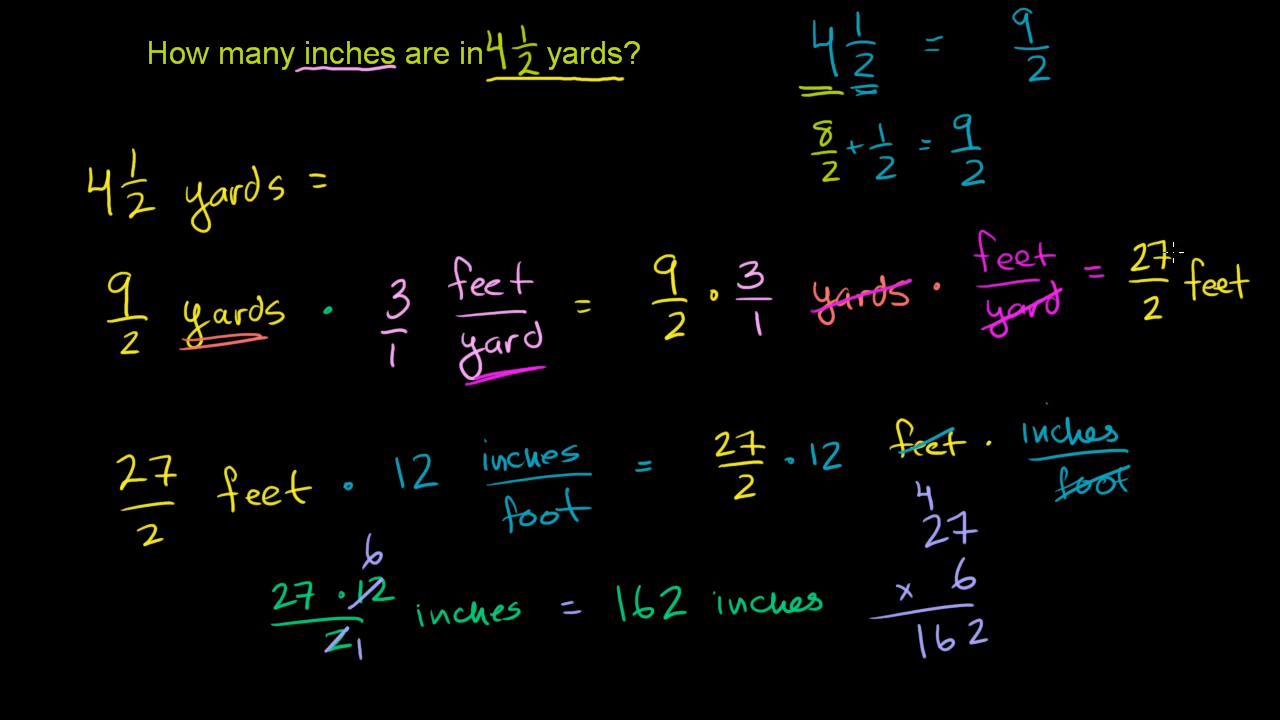 How many inches are in 4 1/2 yards?
4 1/2 = 9/2
8/2 + 1/2 = 9/2
4 1/2 yards =
9/2 yards · 3/1 feet/yard = 9/2 · 3/1 yards · feet/yard = 27/2 feet
27/2 feet · 12 inches/foot = 27/2 · 12 feet · inches/foot
4
27
x 6
162
6
27 · 12 / 2 1 inches = 162 inches